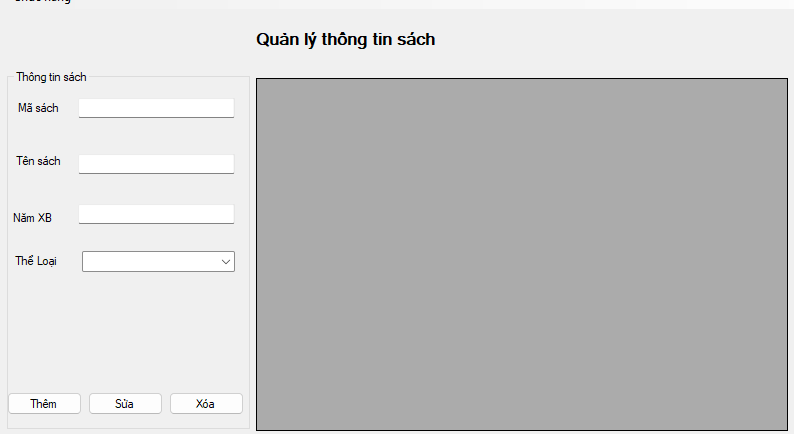 Quản lý thông tin sách
Thông tin sách
Mã sách
Tên sách
Năm XB
Thể Loại
Thêm
Sửa
Xóa